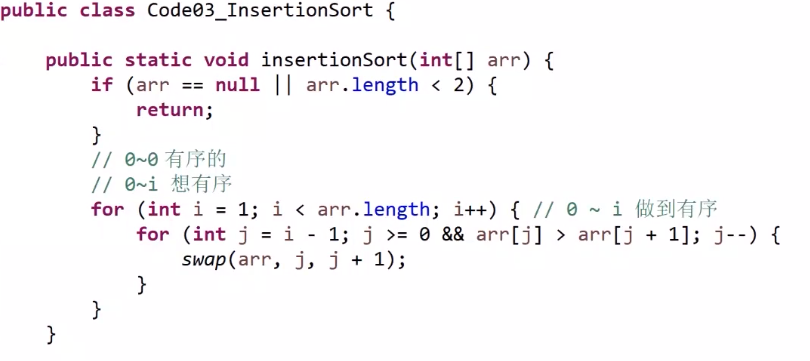 public class Code03_InsertionSort {
public static void insertionSort(int[] arr) {
if (arr == null || arr.length < 2) {
return;
}
// 0~0 有序的
// 0~i 想有序
for (int i = 1; i < arr.length; i++) { // 0 ~ i 做到有序
for (int j = i - 1; j >= 0 && arr[j] > arr[j + 1]; j--) {
swap(arr, j, j + 1);
}
}
}